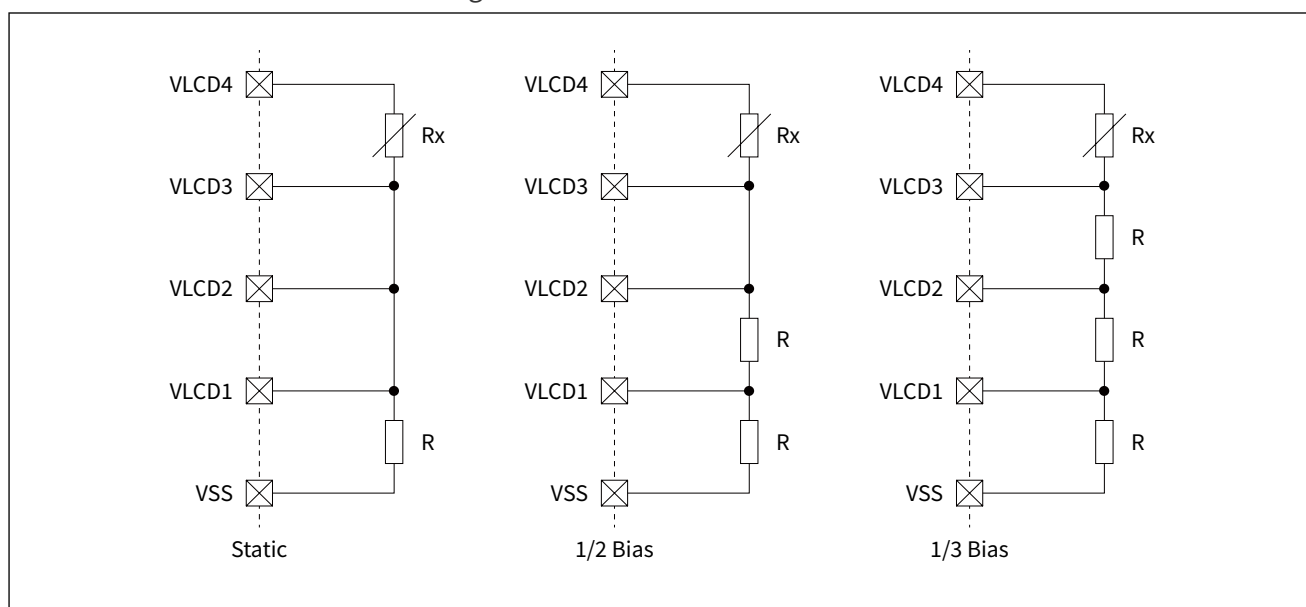 VLCD4
Rx
VLCD3
VLCD2
VLCD1
R
VSS
Static
VLCD4
Rx
VLCD3
VLCD2
R
VLCD1
R
VSS
1/2 Bias
VLCD4
Rx
VLCD3
R
VLCD2
R
VLCD1
R
VSS
1/3 Bias